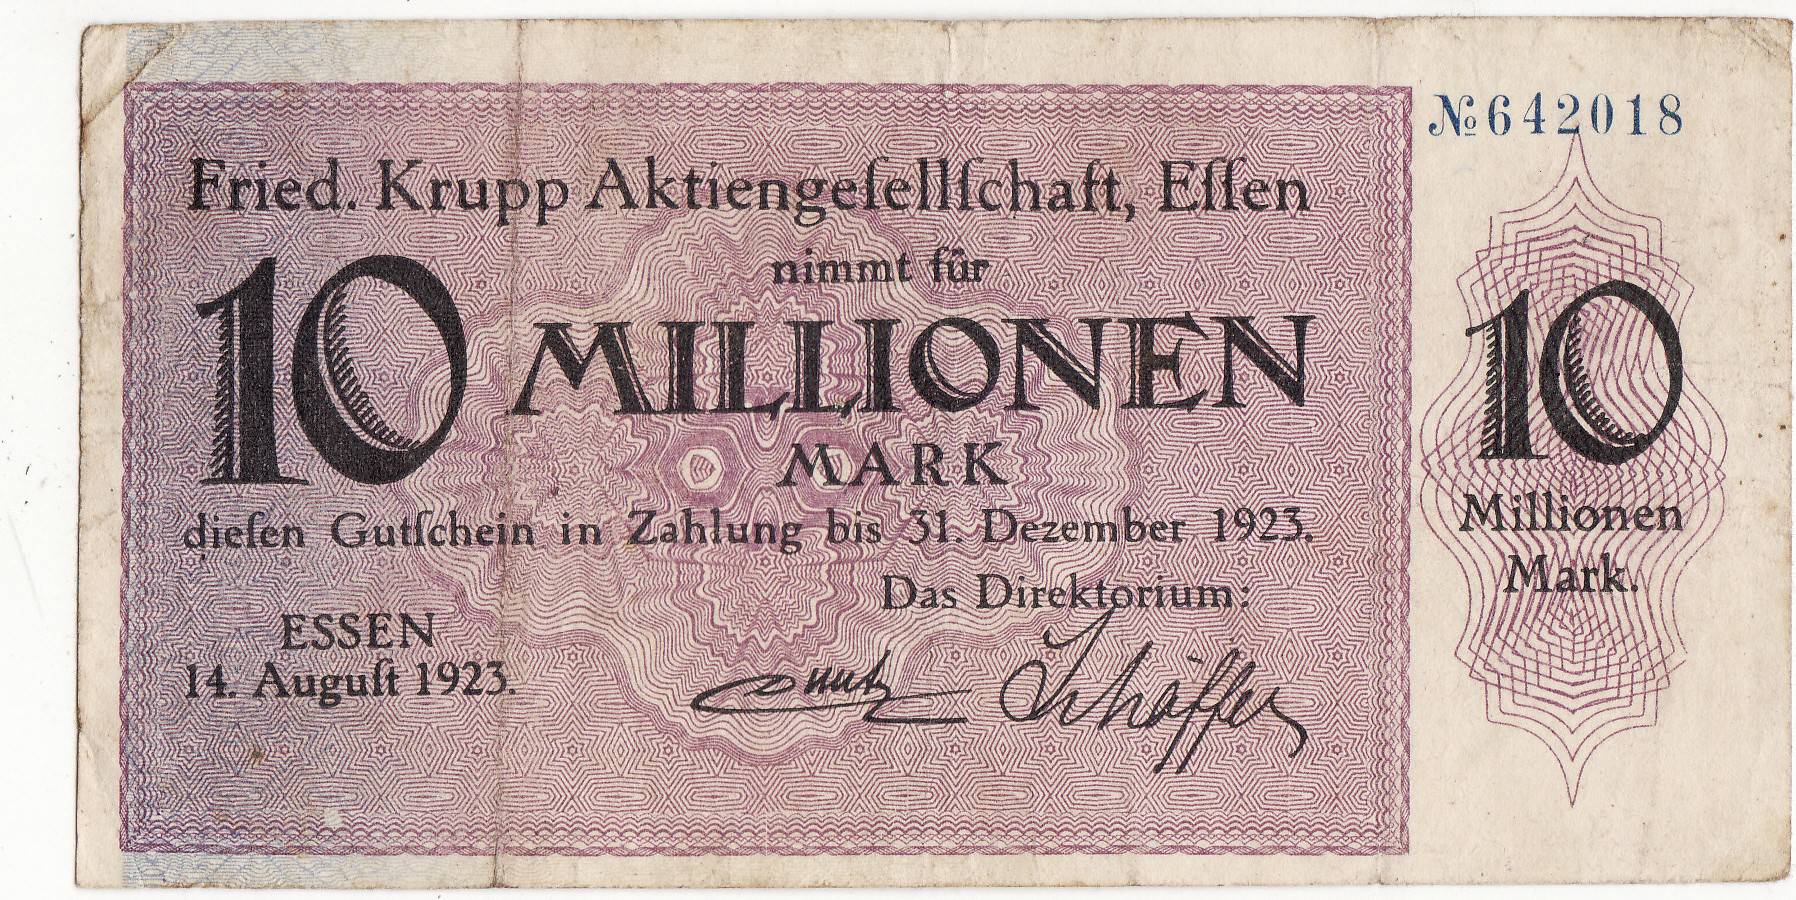 №642018
Fried. Krupp Aktiengeſellſchaft, Eſſen
nimmt für
10 MILLIONEN
MARK
dieſen Gutſchein in Zahlung bis 31. Dezember 1923.
Das Direktorium:
ESSEN
14. Auguſt 1923.
Schäffer
10
Millionen
Mark.